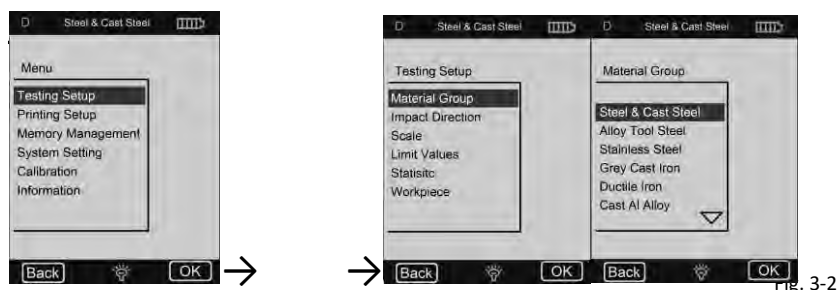 D Steel & Cast Steel
Menu
Testing Setup
Printing Setup
Memory Management
System Setting
Calibration
Information
Back OK
D Steel & Cast Steel
Testing Setup
Material Group
Impact Direction
Scale
Limit Values
Statisitc
Workpiece
Back OK
D Steel & Cast Steel
Material Group
Steel & Cast Steel
Alloy Tool Steel
Stainless Steel
Grey Cast Iron
Ductile Iron
Cast Al Alloy
Back OK
Fig. 3-2